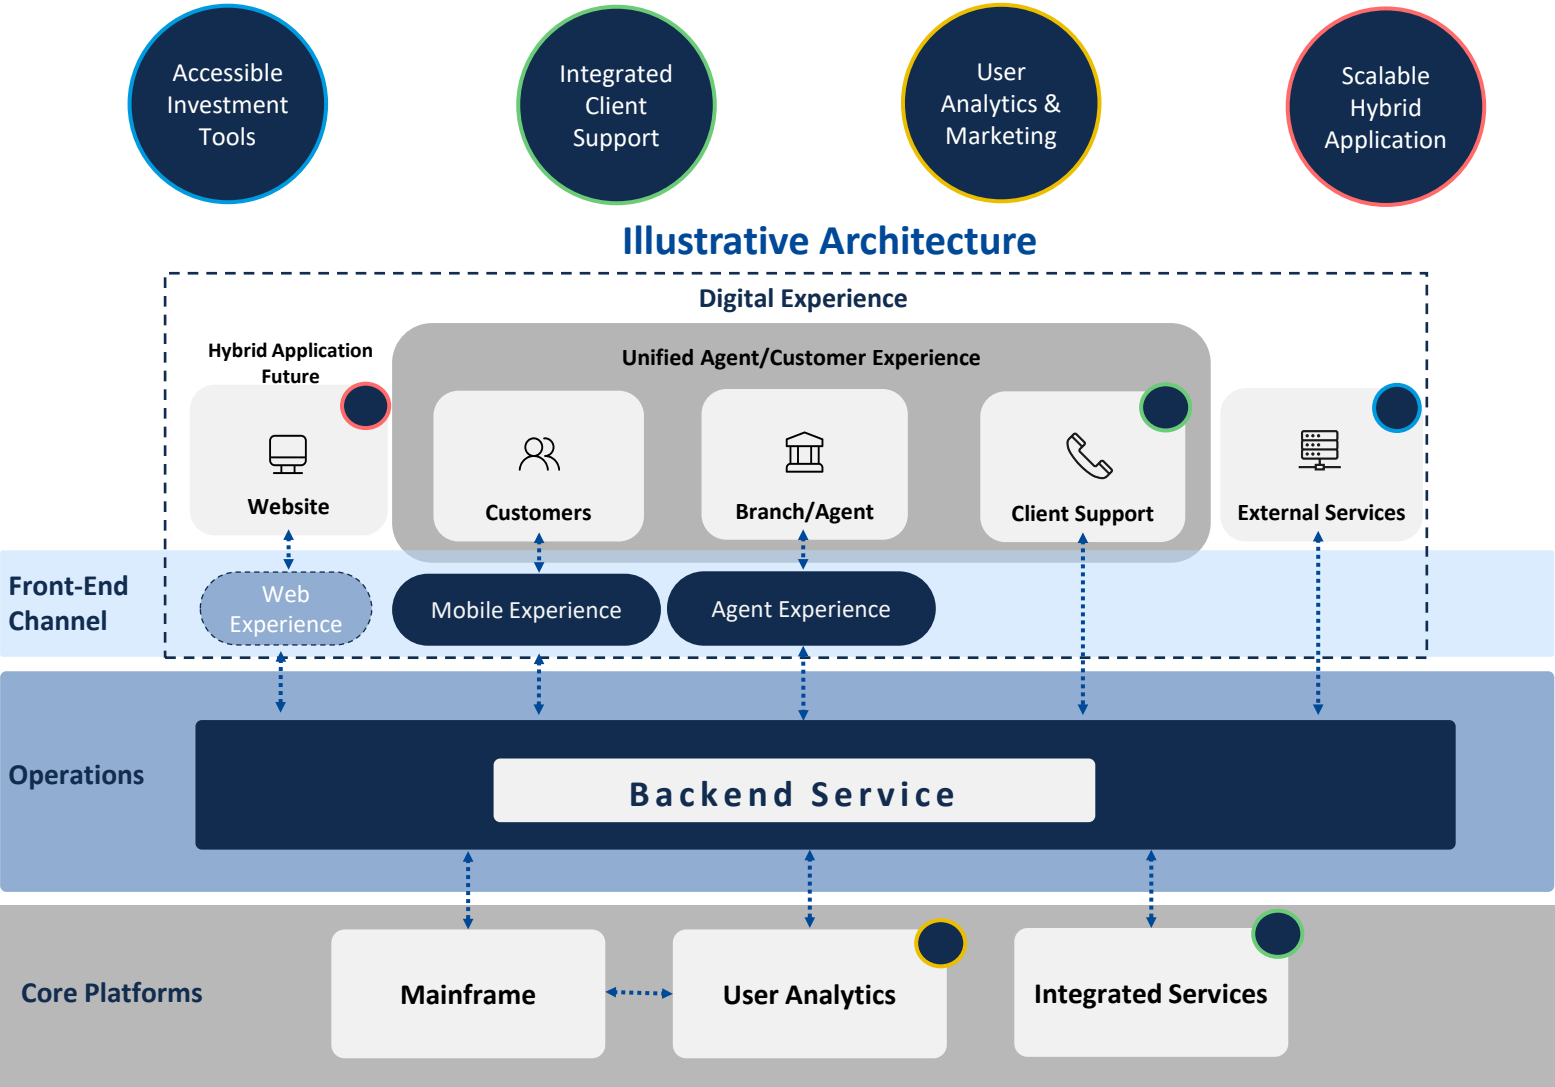 Accessible
Investment
Tools
Integrated
Client
Support
User
Analytics &
Marketing
Scalable
Hybrid
Application
Illustrative Architecture
Digital Experience
Hybrid Application
Future
Unified Agent/Customer Experience
Website
Customers
Branch/Agent
Client Support
External Services
Front-End
Channel
Web
Experience
Mobile Experience
Agent Experience
Operations
Backend Service
Core Platforms
Mainframe
User Analytics
Integrated Services